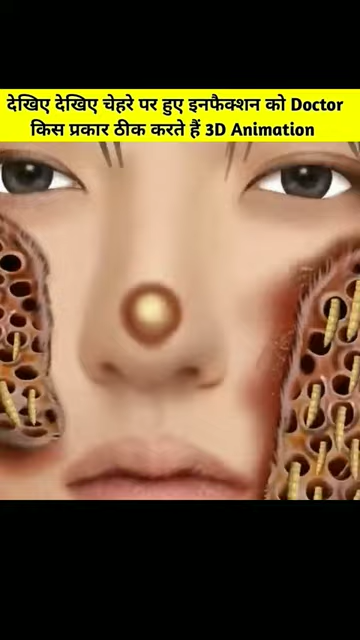 देखिए देखिए चेहरे पर हुए इनफैक्शन को Doctor
किस प्रकार ठीक करते हैं 3D Animation